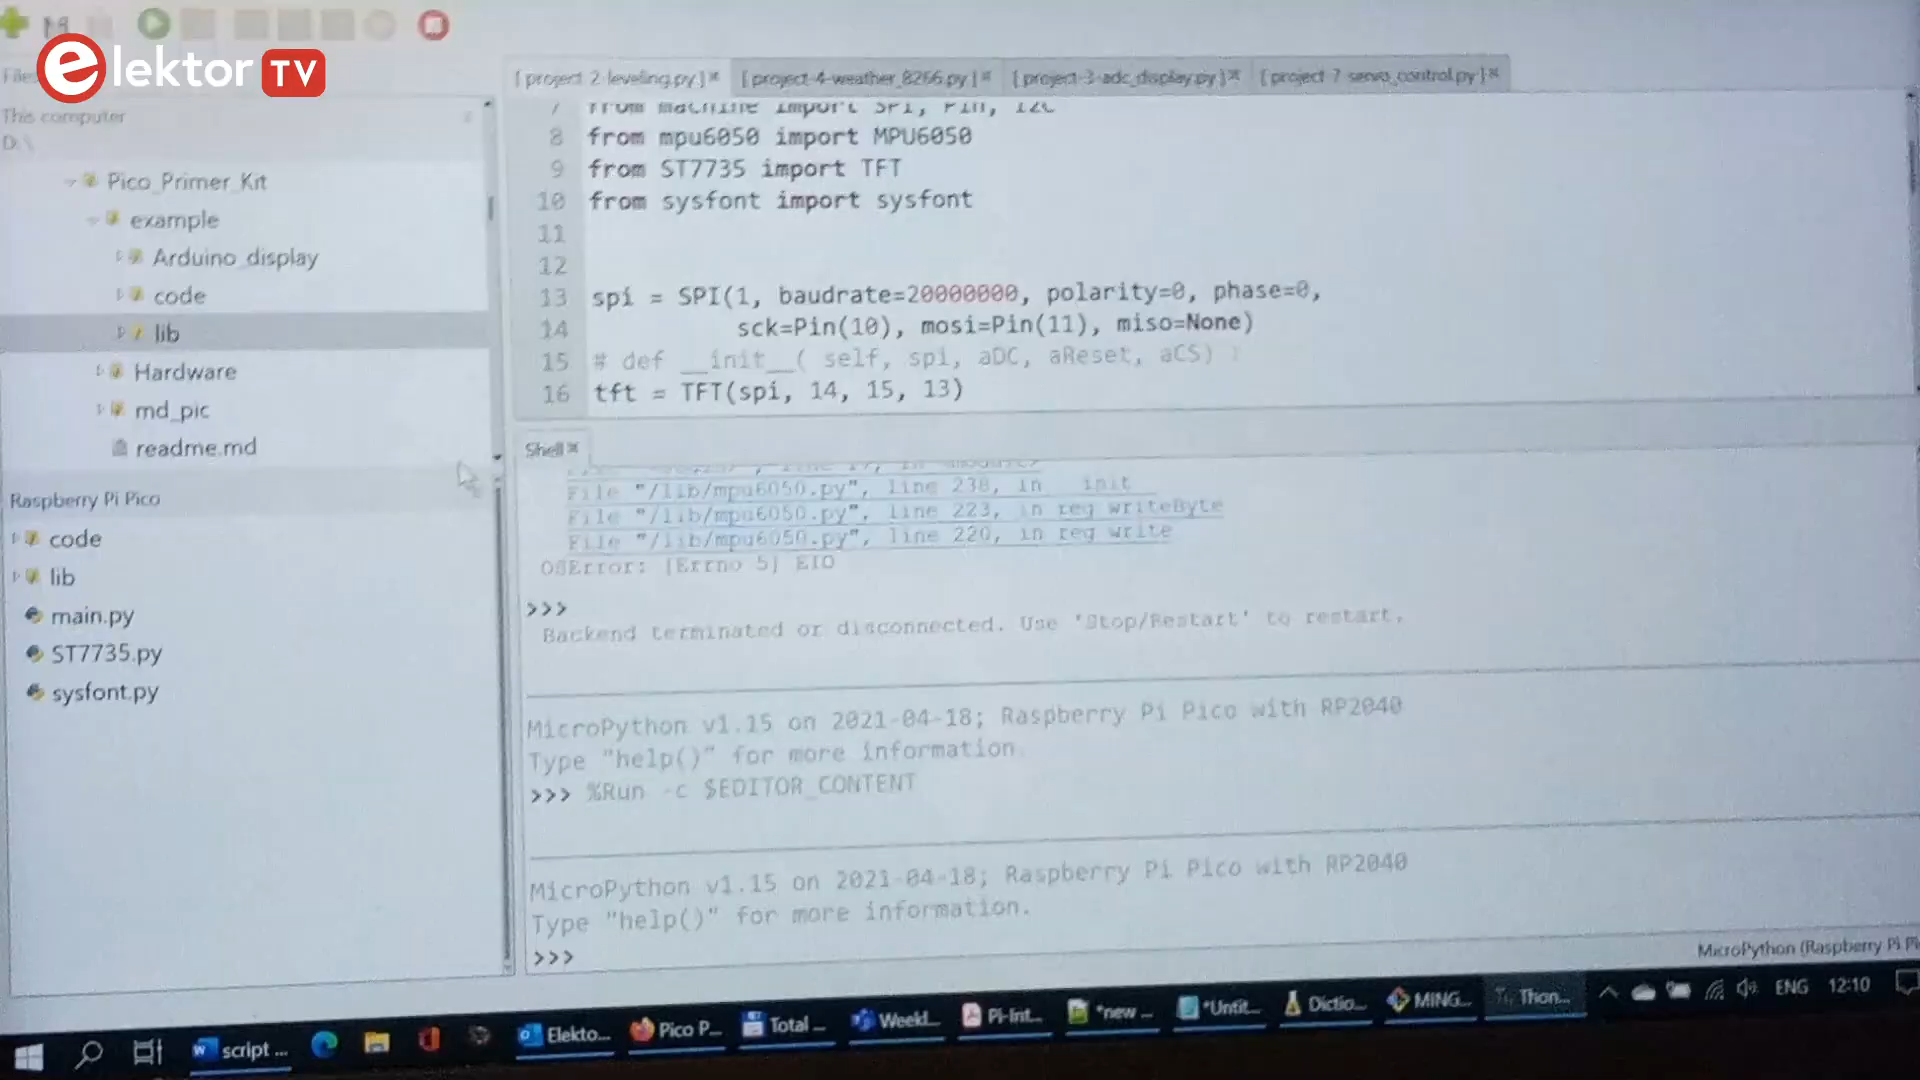 elektor TV
Files
This computer
D:\
Pico_Primer_Kit
example
Arduino_display
code
lib
Hardware
md_pic
readme.md
Raspberry Pi Pico
code
lib
main.py
ST7735.py
sysfont.py
[ project-2-leveling.py ] [ project-4-weather_8266.py ] [ project-3-adc_display.py ] [ project-7-servo_control.py ]
7 from machine import SPI, Pin, I2C
8 from mpu6050 import MPU6050
9 from ST7735 import TFT
10 from sysfont import sysfont
11
12
13 spi = SPI(1, baudrate=20000000, polarity=0, phase=0,
14 sck=Pin(10), mosi=Pin(11), miso=None)
15 # def __init__( self, spi, aDC, aReset, aCS) :
16 tft = TFT(spi, 14, 15, 13)
Shell
File "/lib/mpu6050.py", line 238, in __init__
File "/lib/mpu6050.py", line 223, in reg_writeByte
File "/lib/mpu6050.py", line 220, in reg_write
OSError: [Errno 5] EIO
>>>
Backend terminated or disconnected. Use 'Stop/Restart' to restart.
MicroPython v1.15 on 2021-04-18; Raspberry Pi Pico with RP2040
Type "help()" for more information.
>>> %Run -c $EDITOR_CONTENT
MicroPython v1.15 on 2021-04-18; Raspberry Pi Pico with RP2040
Type "help()" for more information.
>>>
MicroPython (Raspberry Pi Pi
script ... Elekto... Pico P... Total ... Weekl... Pi-Int... *new ... *Untit... Dictio... MING... Thon... ENG 12:10